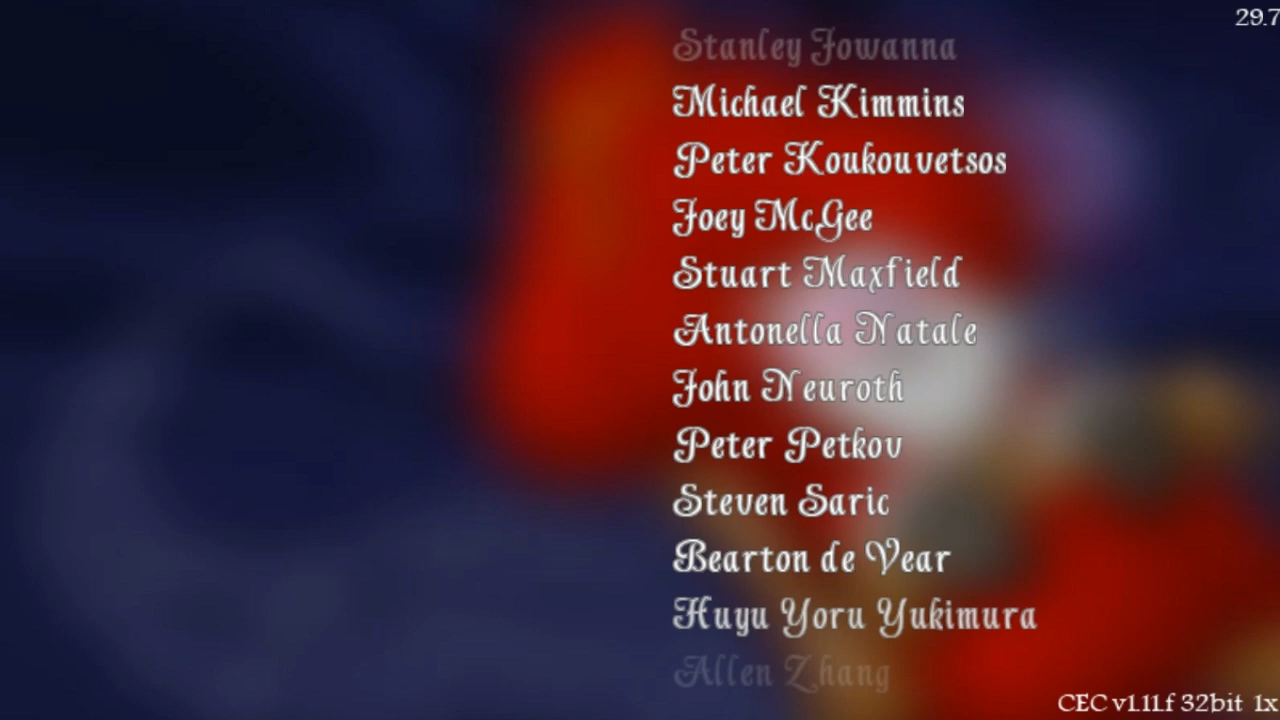 29.7
Stanley Jowanna
Michael Kimmins
Peter Koukouvetsos
Joey McGee
Stuart Maxfield
Antonella Natale
John Neuroth
Peter Petkov
Steven Saric
Bearton de Vear
Huyu Yoru Yukimura
Allen Zhang
CEC v1.11.f 32bit 1x